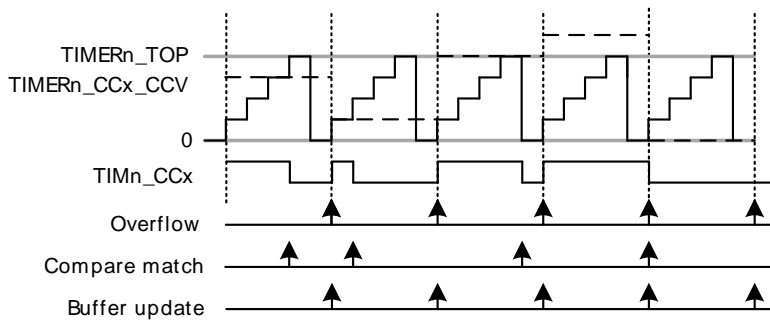 TIMERn_TOP
TIMERn_CCx_CCV
0
TIMn_CCx
Overflow
Compare match
Buffer update